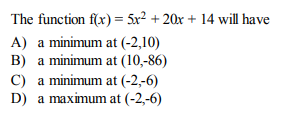 The function f(x) = 5x² + 20x + 14 will have
A) a minimum at (-2,10)
B) a minimum at (10,-86)
C) a minimum at (-2,-6)
D) a maximum at (-2,-6)